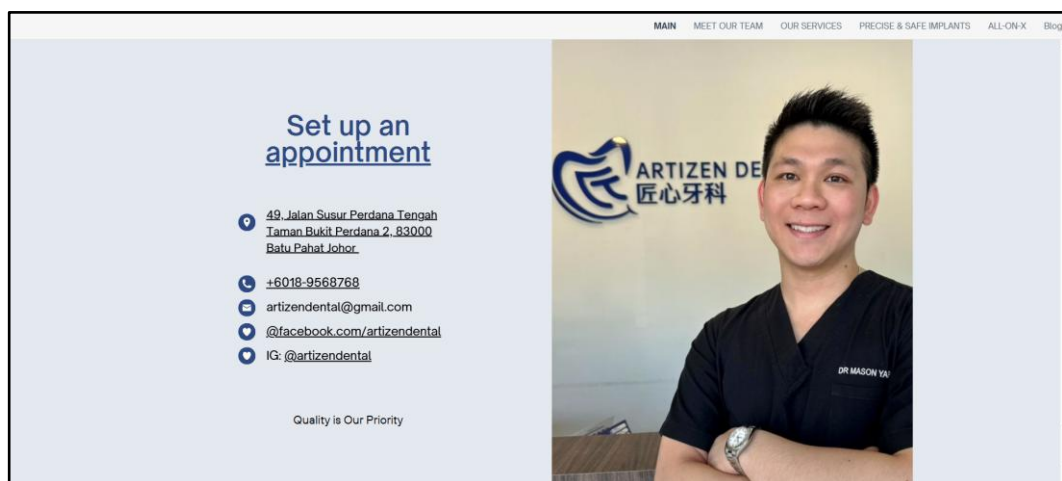 MAIN MEET OUR TEAM OUR SERVICES PRECISE & SAFE IMPLANTS ALL-ON-X Blog
Set up an
appointment
49, Jalan Susur Perdana Tengah
Taman Bukit Perdana 2, 83000
Batu Pahat Johor
+6018-9568768
artizendental@gmail.com
@facebook.com/artizendental
IG: @artizendental
Quality is Our Priority
ARTIZEN DE
匠心牙科
DR MASON YA